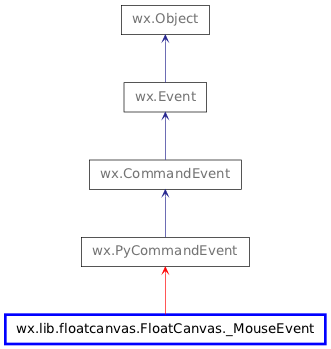 wx.Object
wx.Event
wx.CommandEvent
wx.PyCommandEvent
wx.lib.floatcanvas.FloatCanvas._MouseEvent